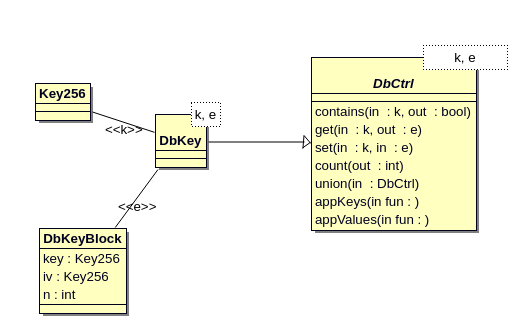 k, e
DbCtrl
contains(in : k, out : bool)
get(in : k, out : e)
set(in : k, in : e)
count(out : int)
union(in : DbCtrl)
appKeys(in fun : )
appValues(in fun : )
Key256
<<k>>
k, e
DbKey
<<e>>
DbKeyBlock
key : Key256
iv : Key256
n : int